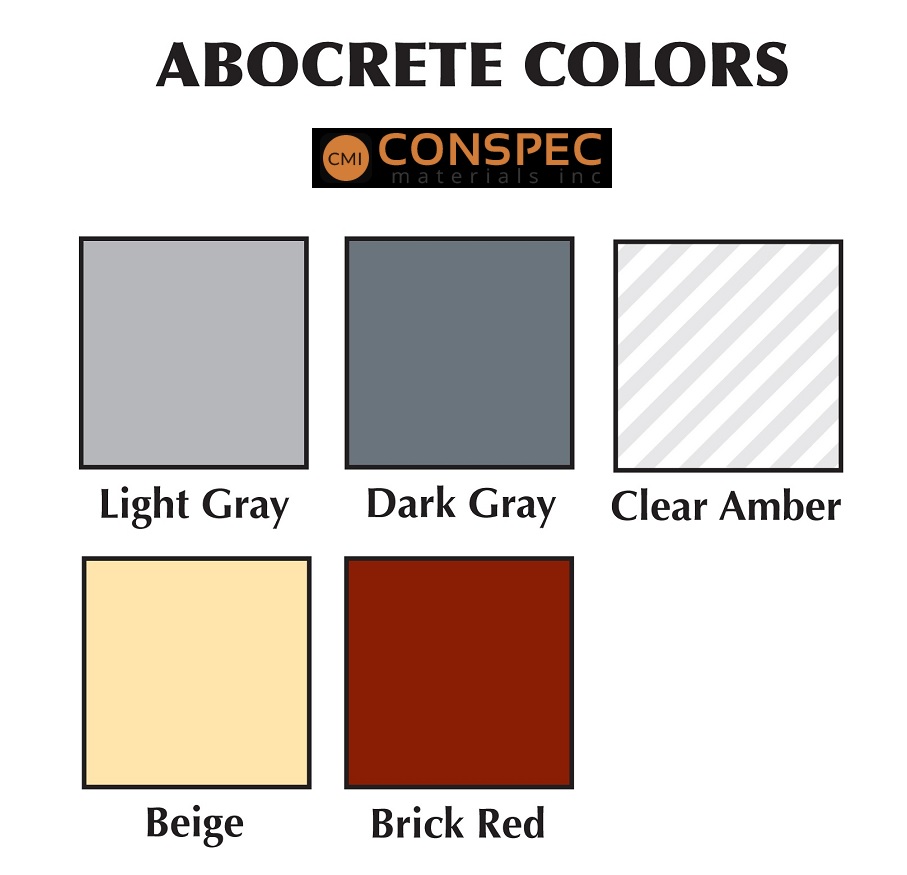 ABOCRETE COLORS
CMI
CONSPEC
materials inc
Light Gray
Dark Gray
Clear Amber
Beige
Brick Red